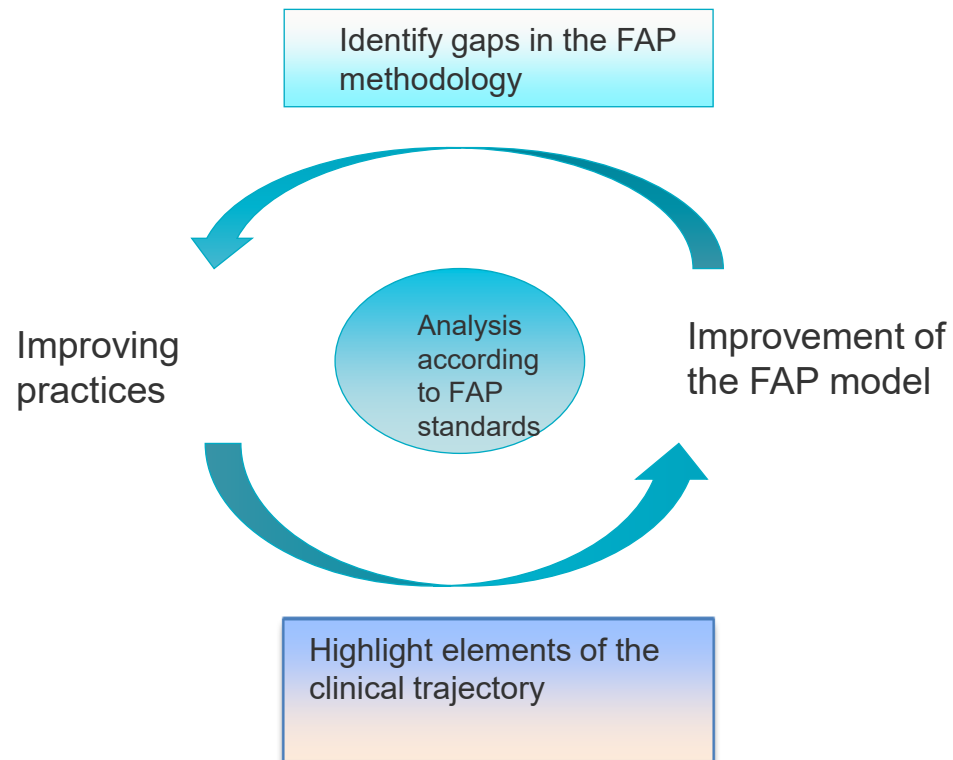 Identify gaps in the FAP
methodology
Improving
practices
Analysis
according
to FAP
standards
Improvement of
the FAP model
Highlight elements of the
clinical trajectory